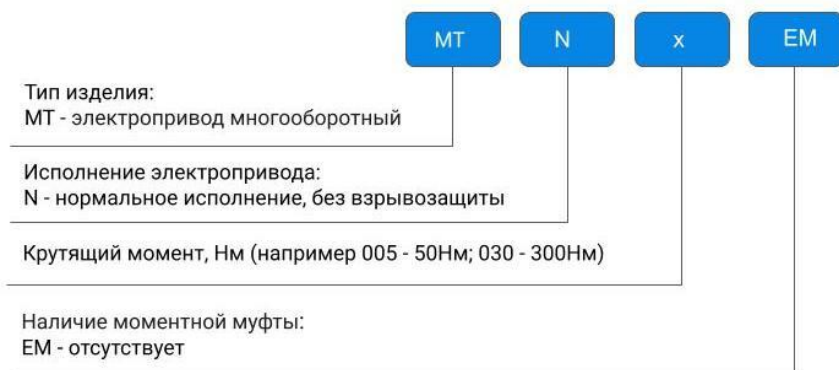 MT N x EM
Тип изделия:
MT - электропривод многооборотный
Исполнение электропривода:
N - нормальное исполнение, без взрывозащиты
Крутящий момент, Нм (например 005 - 50Нм; 030 - 300Нм)
Наличие моментной муфты:
EM - отсутствует